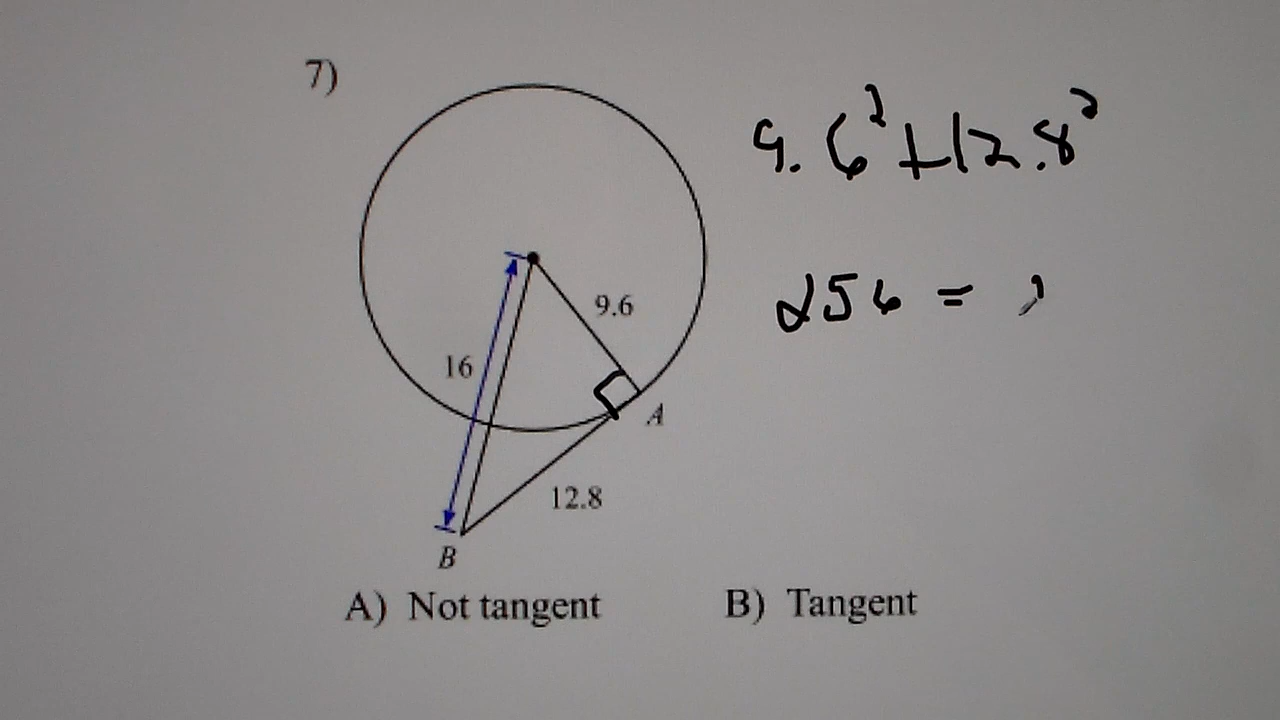 7)
9.6²+12.8²
256 =
16
9.6
A
12.8
B
A) Not tangent
B) Tangent